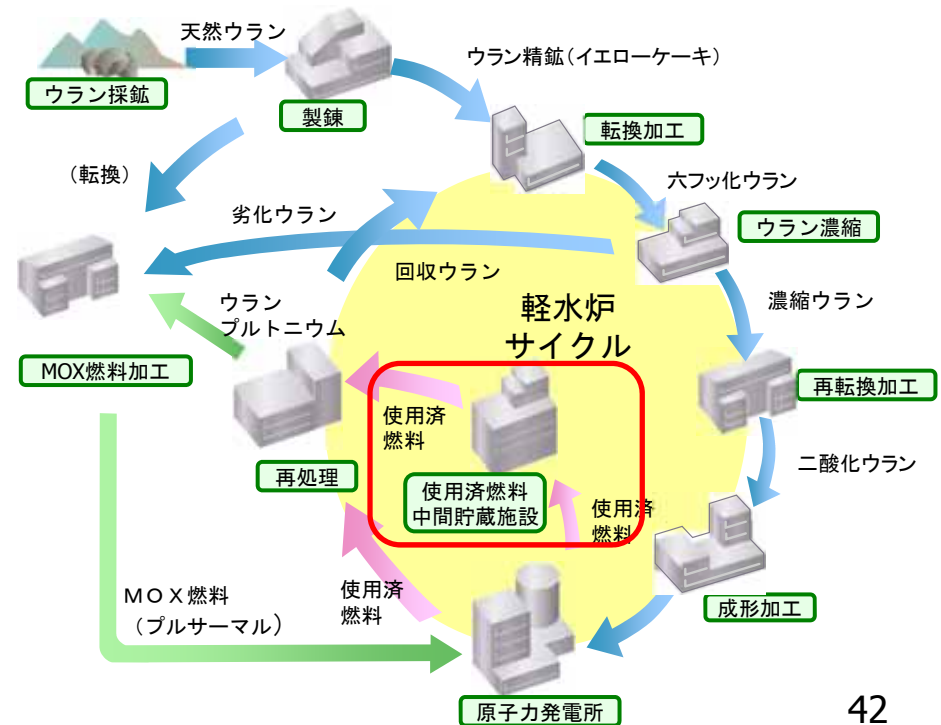 天然ウラン
ウラン採鉱
製錬
ウラン精鉱(イエローケーキ)
転換加工
(転換)
六フッ化ウラン
劣化ウラン
ウラン濃縮
回収ウラン
濃縮ウラン
ウラン
プルトニウム
軽水炉
サイクル
MOX燃料加工
再転換加工
使用済
燃料
再処理
使用済燃料
中間貯蔵施設
使用済
燃料
二酸化ウラン
使用済
燃料
MOX燃料
(プルサーマル)
成形加工
原子力発電所
42